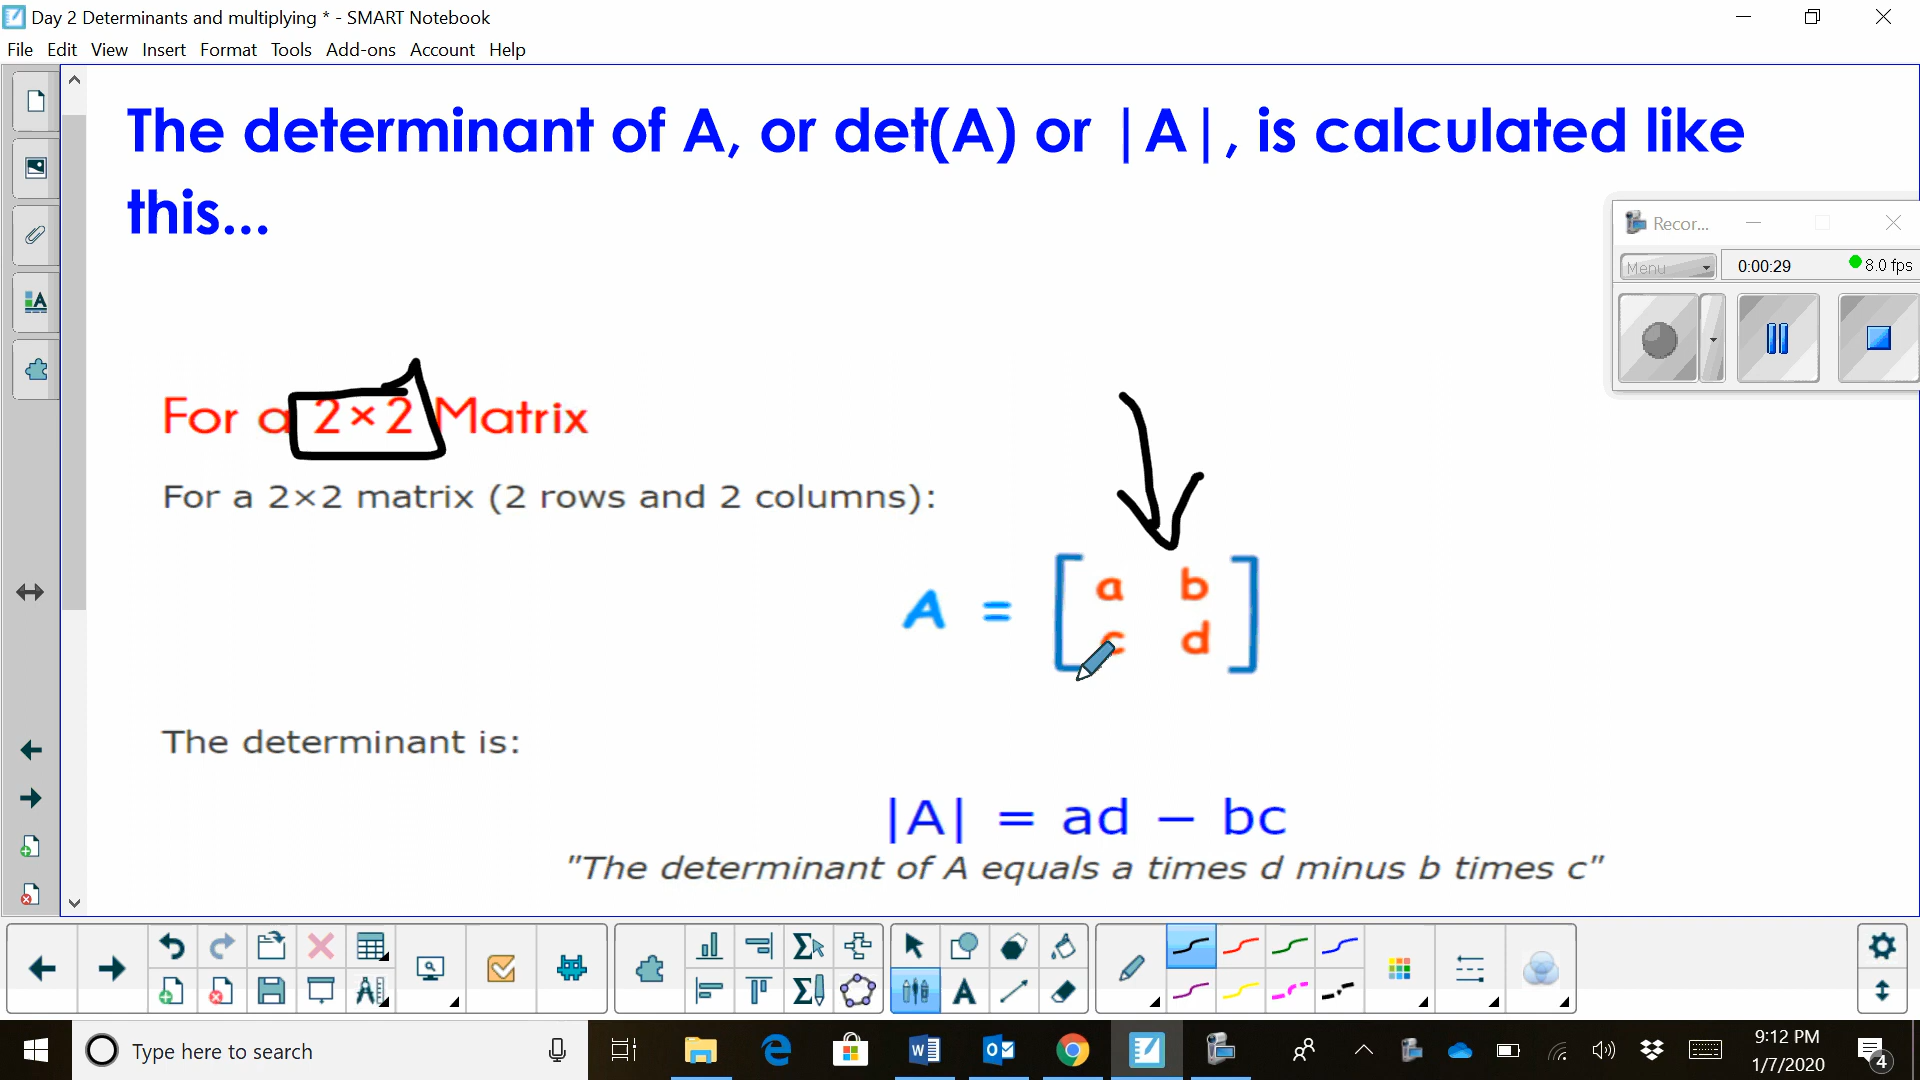 Day 2 Determinants and multiplying * - SMART Notebook
File Edit View Insert Format Tools Add-ons Account Help
The determinant of A, or det(A) or |A|, is calculated like
this...
Recor...
Menu 0:00:29 8.0 fps
For a 2×2 Matrix
For a 2×2 matrix (2 rows and 2 columns):
A = [ a b
c d ]
The determinant is:
|A| = ad − bc
"The determinant of A equals a times d minus b times c"
Type here to search
9:12 PM
1/7/2020
4